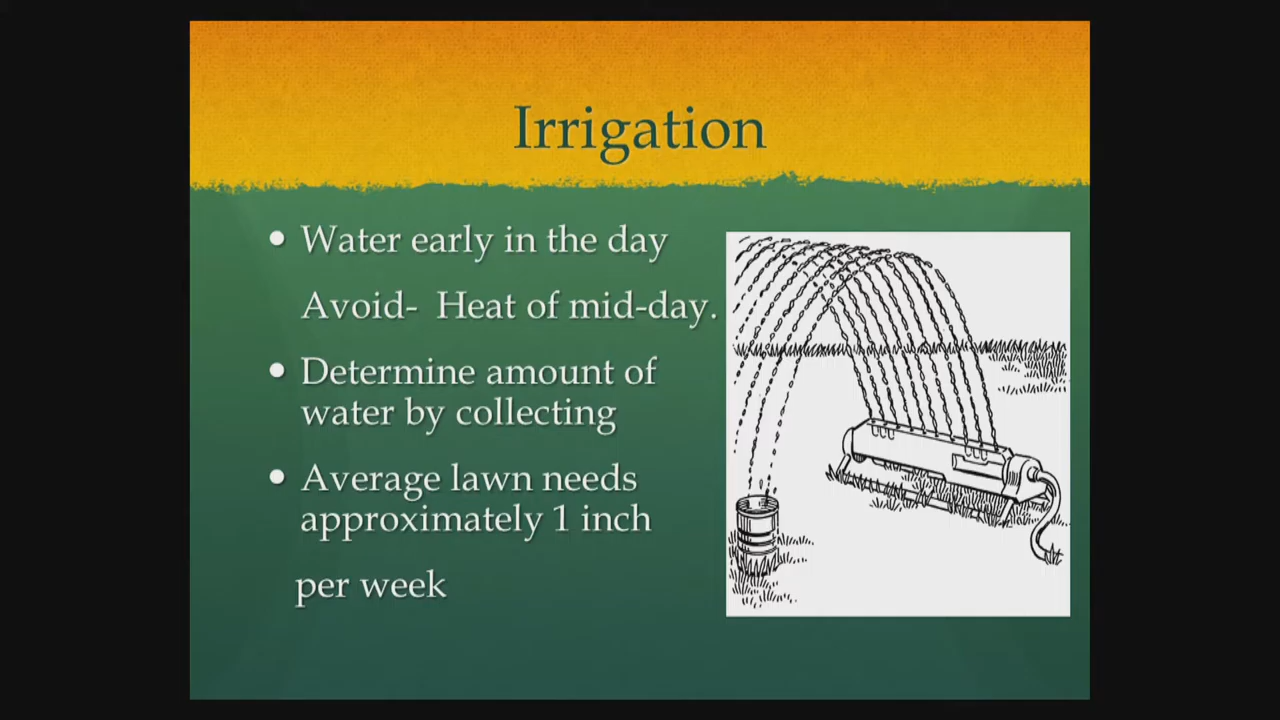 Irrigation
• Water early in the day
Avoid- Heat of mid-day.
• Determine amount of
water by collecting
• Average lawn needs
approximately 1 inch
per week